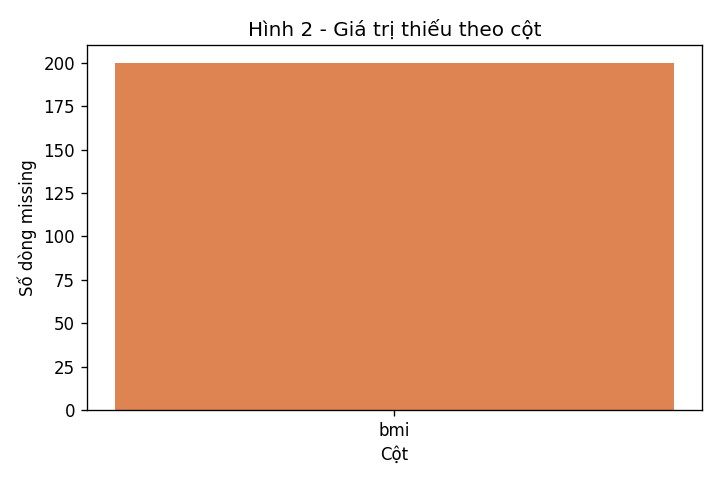 Hình 2 - Giá trị thiếu theo cột
Số dòng missing
200
175
150
125
100
75
50
25
0
bmi
Cột